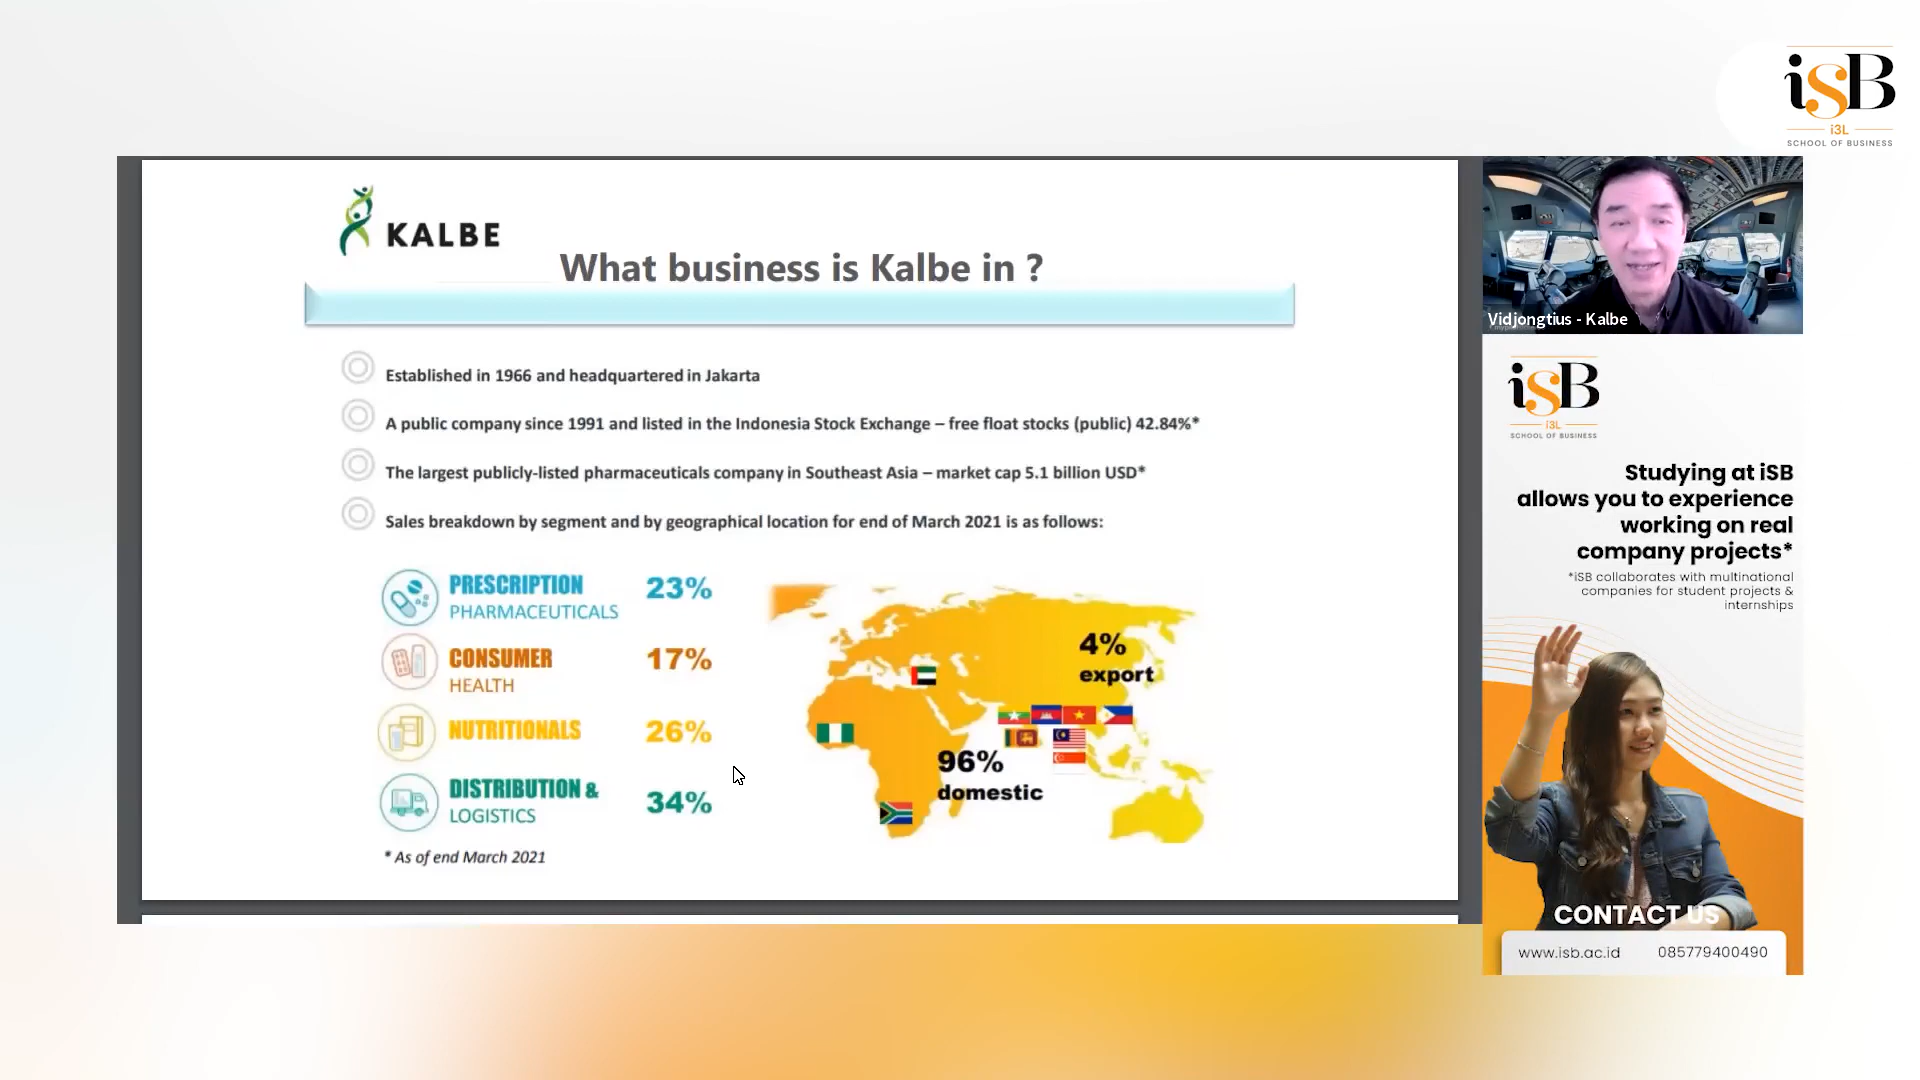 iSB
i3L
SCHOOL OF BUSINESS
KALBE
What business is Kalbe in ?
Established in 1966 and headquartered in Jakarta
A public company since 1991 and listed in the Indonesia Stock Exchange – free float stocks (public) 42.84%*
The largest publicly-listed pharmaceuticals company in Southeast Asia – market cap 5.1 billion USD*
Sales breakdown by segment and by geographical location for end of March 2021 is as follows:
PRESCRIPTION
PHARMACEUTICALS
23%
CONSUMER
HEALTH
17%
NUTRITIONALS
26%
DISTRIBUTION &
LOGISTICS
34%
* As of end March 2021
4%
export
96%
domestic
Vidjongtius - Kalbe
iSB
i3L
SCHOOL OF BUSINESS
Studying at iSB
allows you to experience
working on real
company projects*
*iSB collaborates with multinational
companies for student projects &
internships
CONTACT US
www.isb.ac.id 085779400490